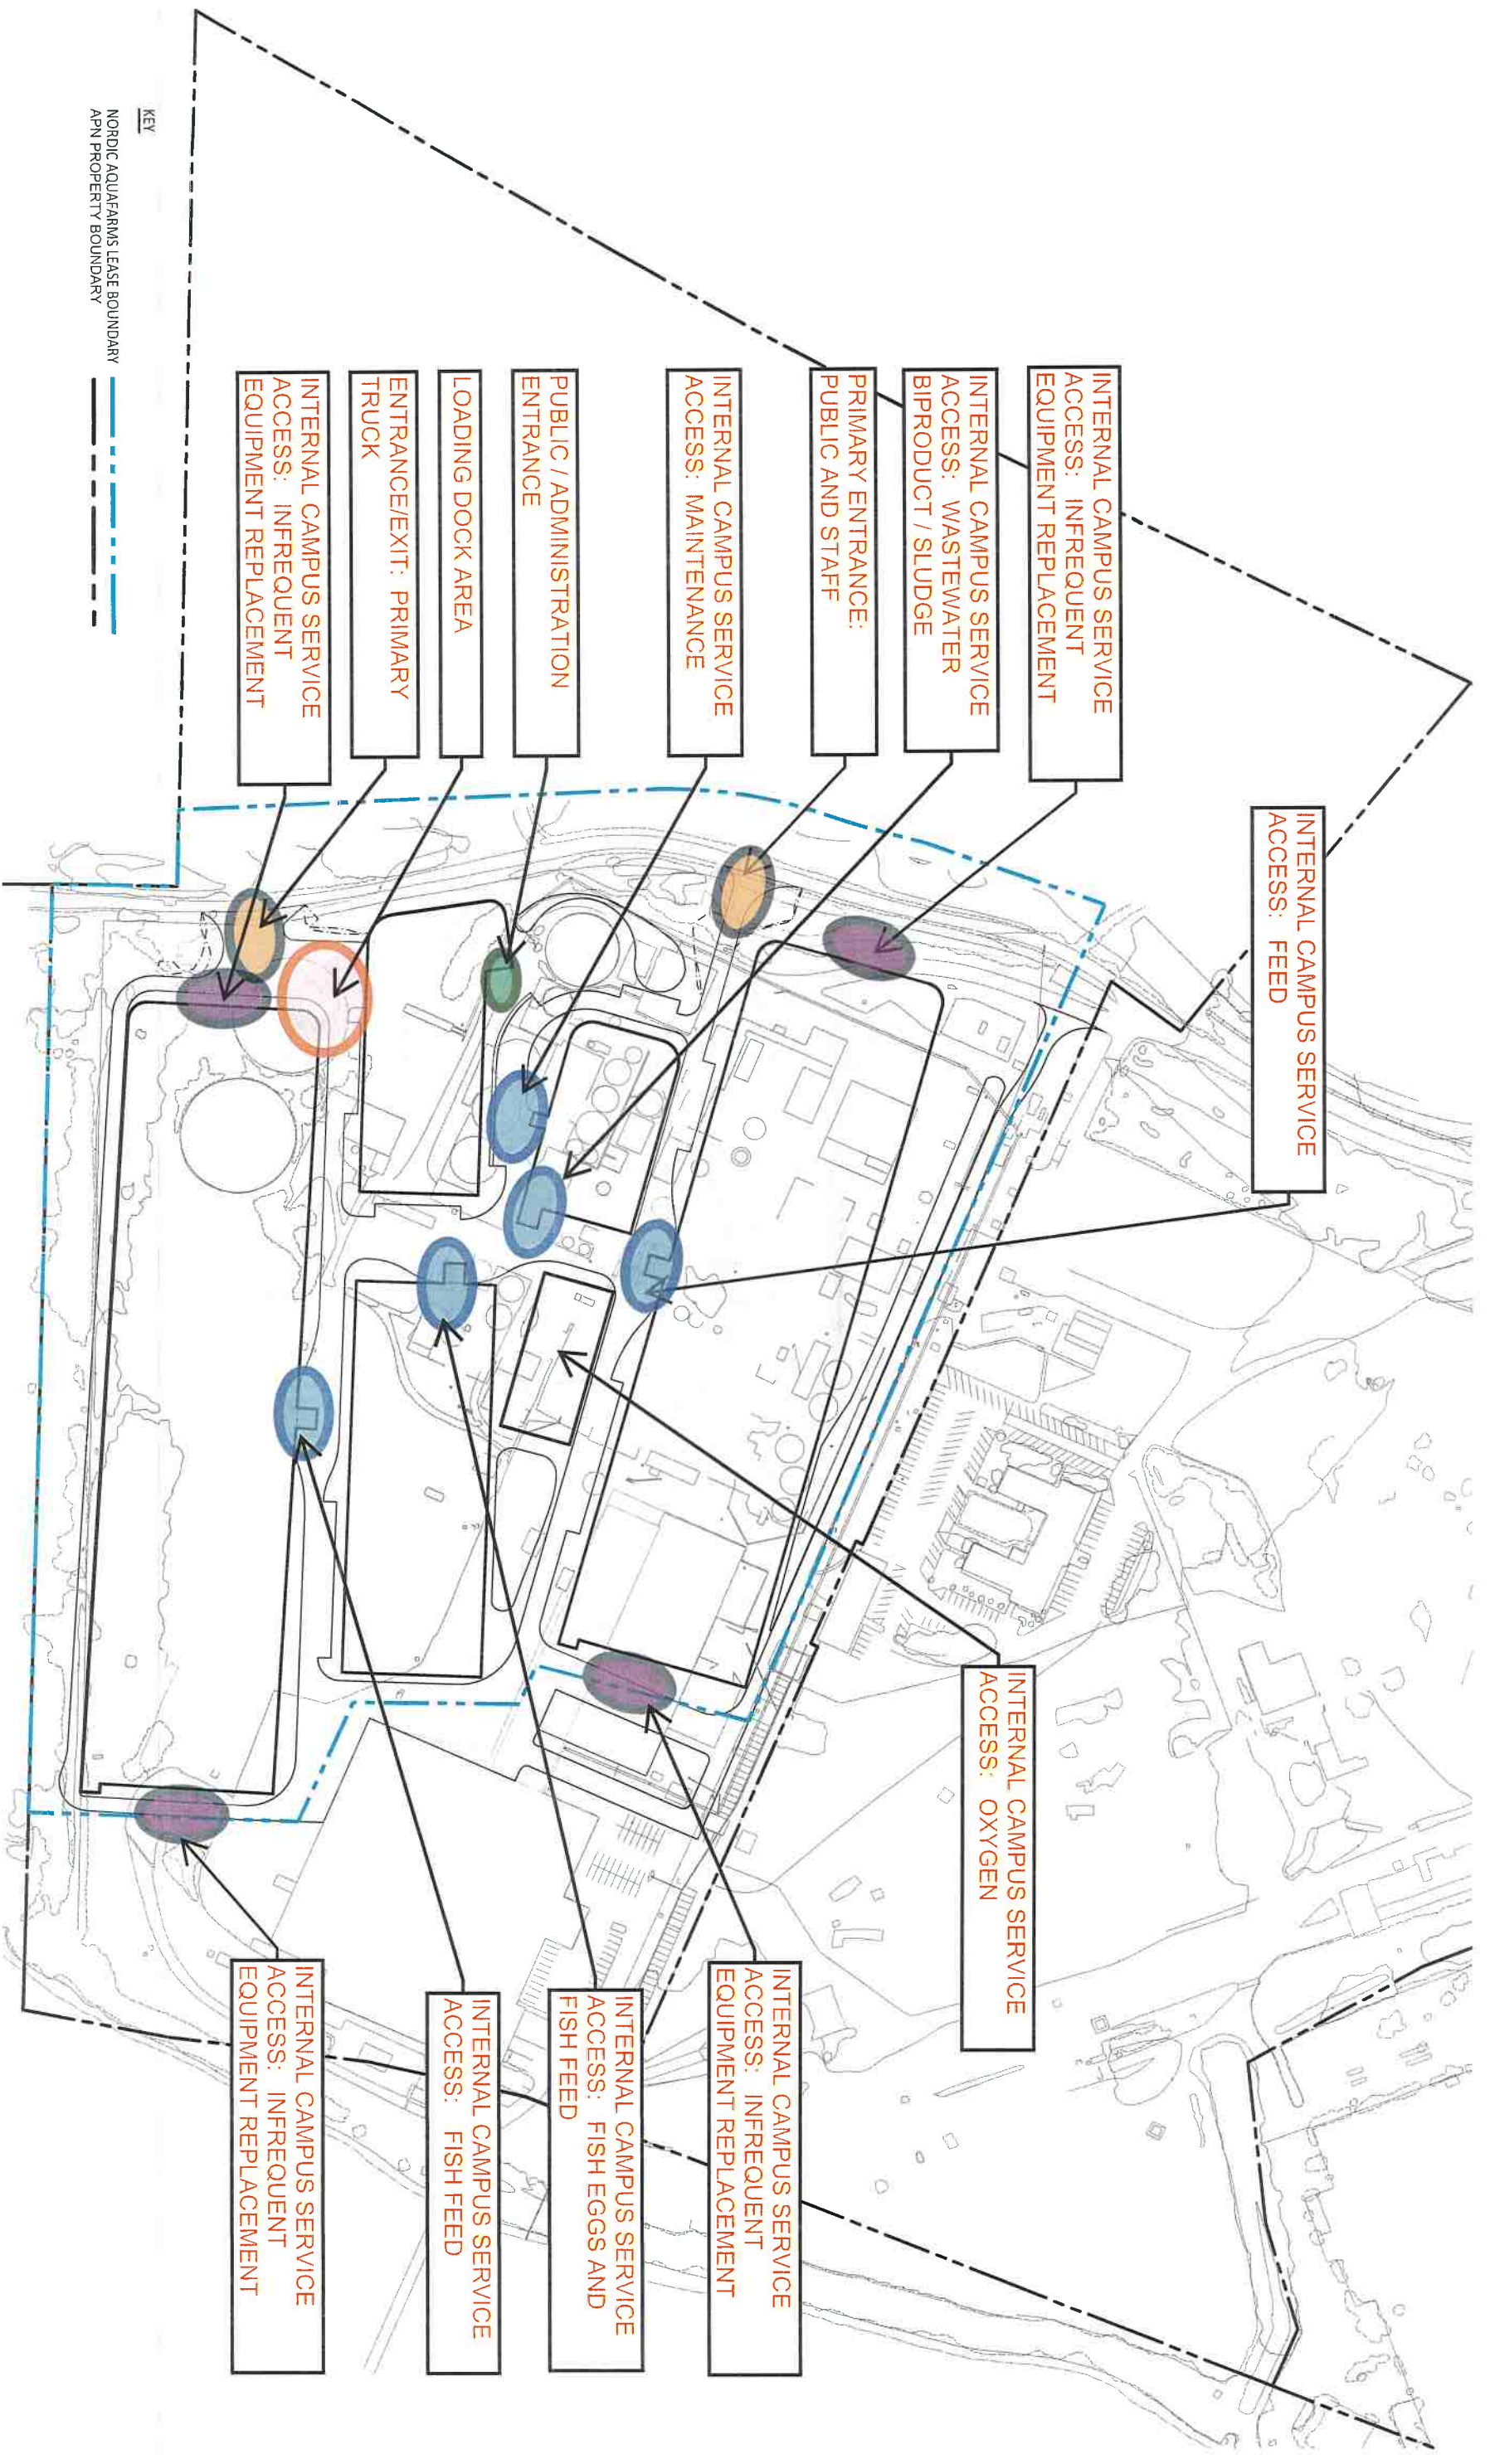 INTERNAL CAMPUS SERVICE
ACCESS: FEED
INTERNAL CAMPUS SERVICE
ACCESS: INFREQUENT
EQUIPMENT REPLACEMENT
INTERNAL CAMPUS SERVICE
ACCESS: WASTEWATER
BIPRODUCT / SLUDGE
PRIMARY ENTRANCE:
PUBLIC AND STAFF
INTERNAL CAMPUS SERVICE
ACCESS: MAINTENANCE
PUBLIC / ADMINISTRATION
ENTRANCE
LOADING DOCK AREA
ENTRANCE/EXIT: PRIMARY
TRUCK
INTERNAL CAMPUS SERVICE
ACCESS: INFREQUENT
EQUIPMENT REPLACEMENT
INTERNAL CAMPUS SERVICE
ACCESS: OXYGEN
INTERNAL CAMPUS SERVICE
ACCESS: INFREQUENT
EQUIPMENT REPLACEMENT
INTERNAL CAMPUS SERVICE
ACCESS: FISH EGGS AND
FISH FEED
INTERNAL CAMPUS SERVICE
ACCESS: FISH FEED
INTERNAL CAMPUS SERVICE
ACCESS: INFREQUENT
EQUIPMENT REPLACEMENT
KEY
NORDIC AQUAFARMS LEASE BOUNDARY
APN PROPERTY BOUNDARY